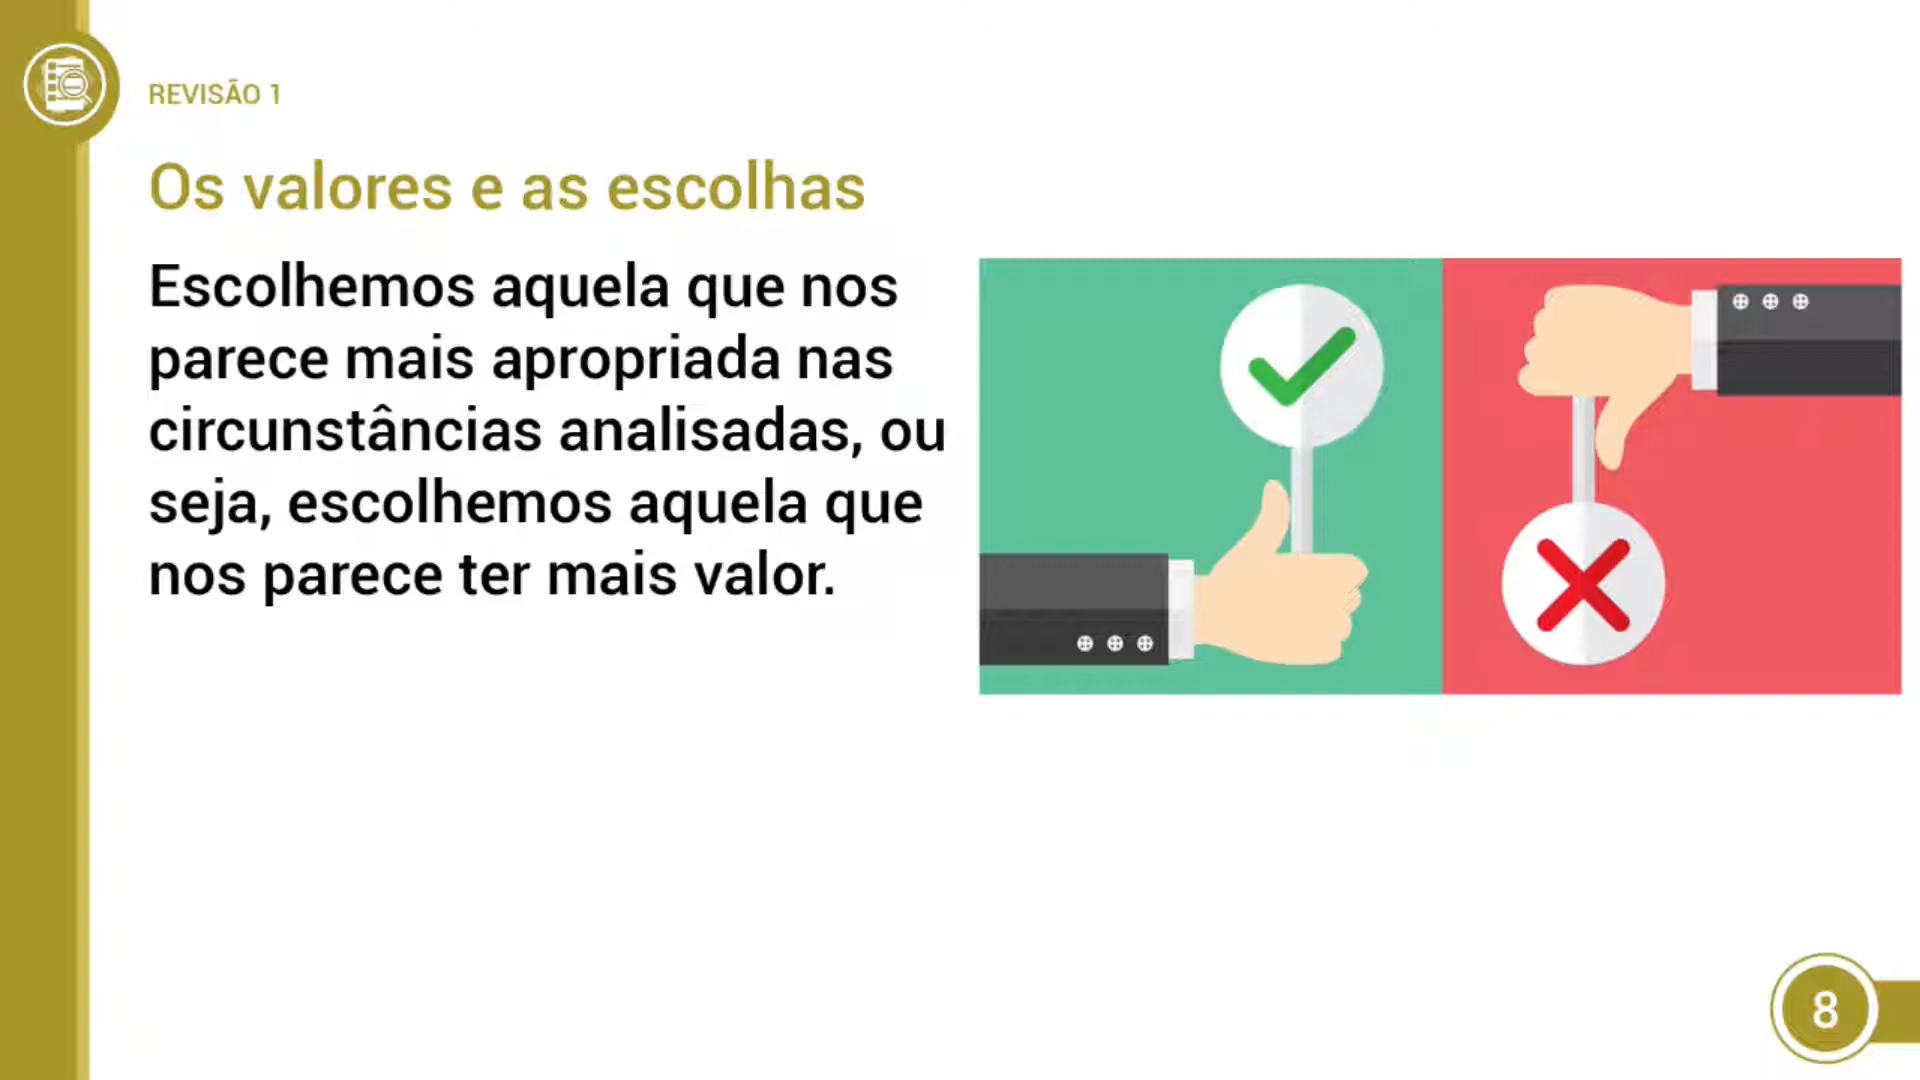 REVISÃO 1
Os valores e as escolhas
Escolhemos aquela que nos
parece mais apropriada nas
circunstâncias analisadas, ou
seja, escolhemos aquela que
nos parece ter mais valor.
8